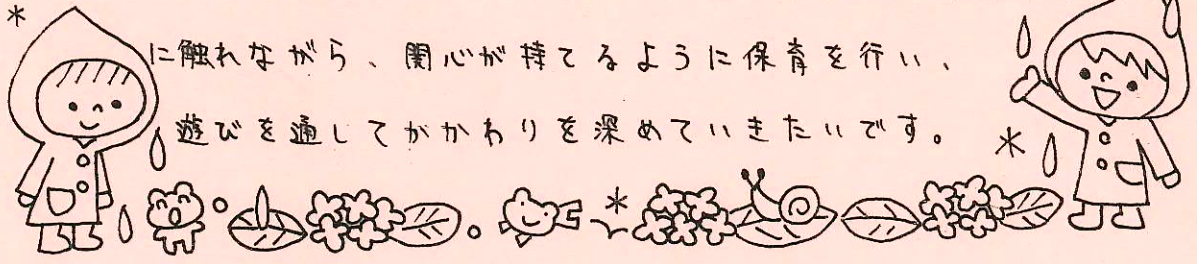 に触れながら、関心が持てるように保育を行い、
遊びを通してがかわりを深めていきたいです。